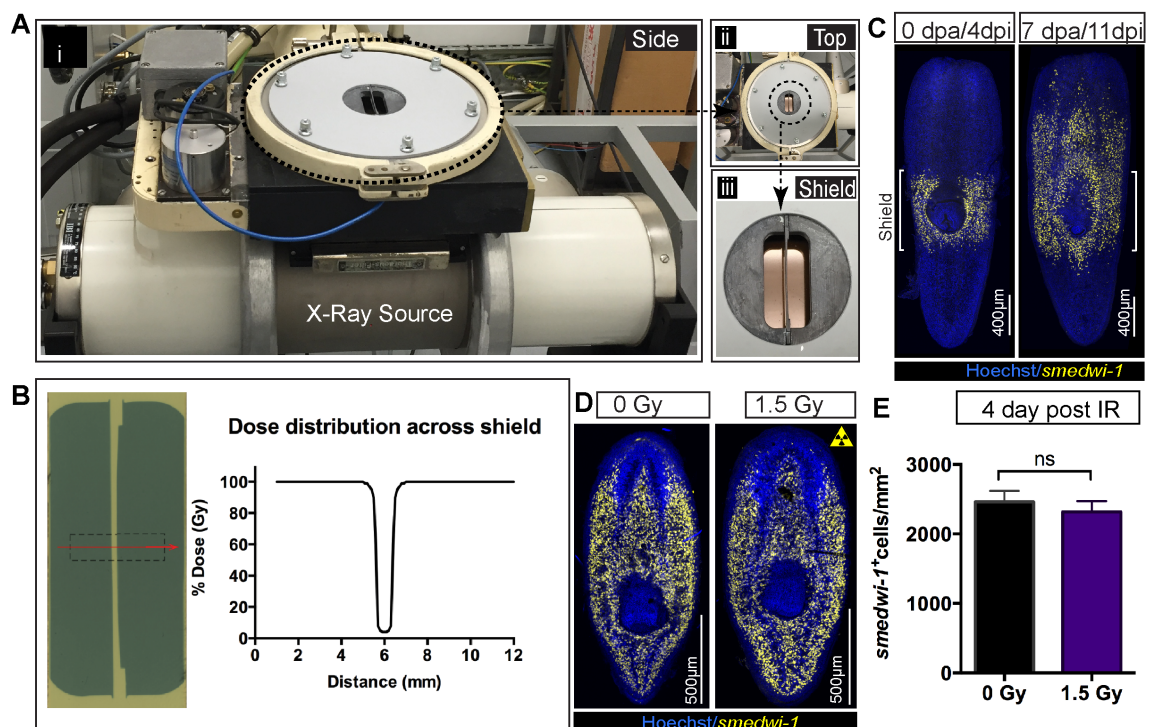 A
i
Side
X-Ray Source
ii
Top
iii
Shield
C
0 dpa/4dpi
7 dpa/11dpi
Shield
400µm
400µm
Hoechst/smedwi-1
B
Dose distribution across shield
% Dose (Gy)
100
80
60
40
20
0
0 2 4 6 8 10 12
Distance (mm)
D
0 Gy
1.5 Gy
500µm
500µm
Hoechst/smedwi-1
E
4 day post IR
ns
smedwi-1+cells/mm2
3000
2000
1000
0
0 Gy
1.5 Gy